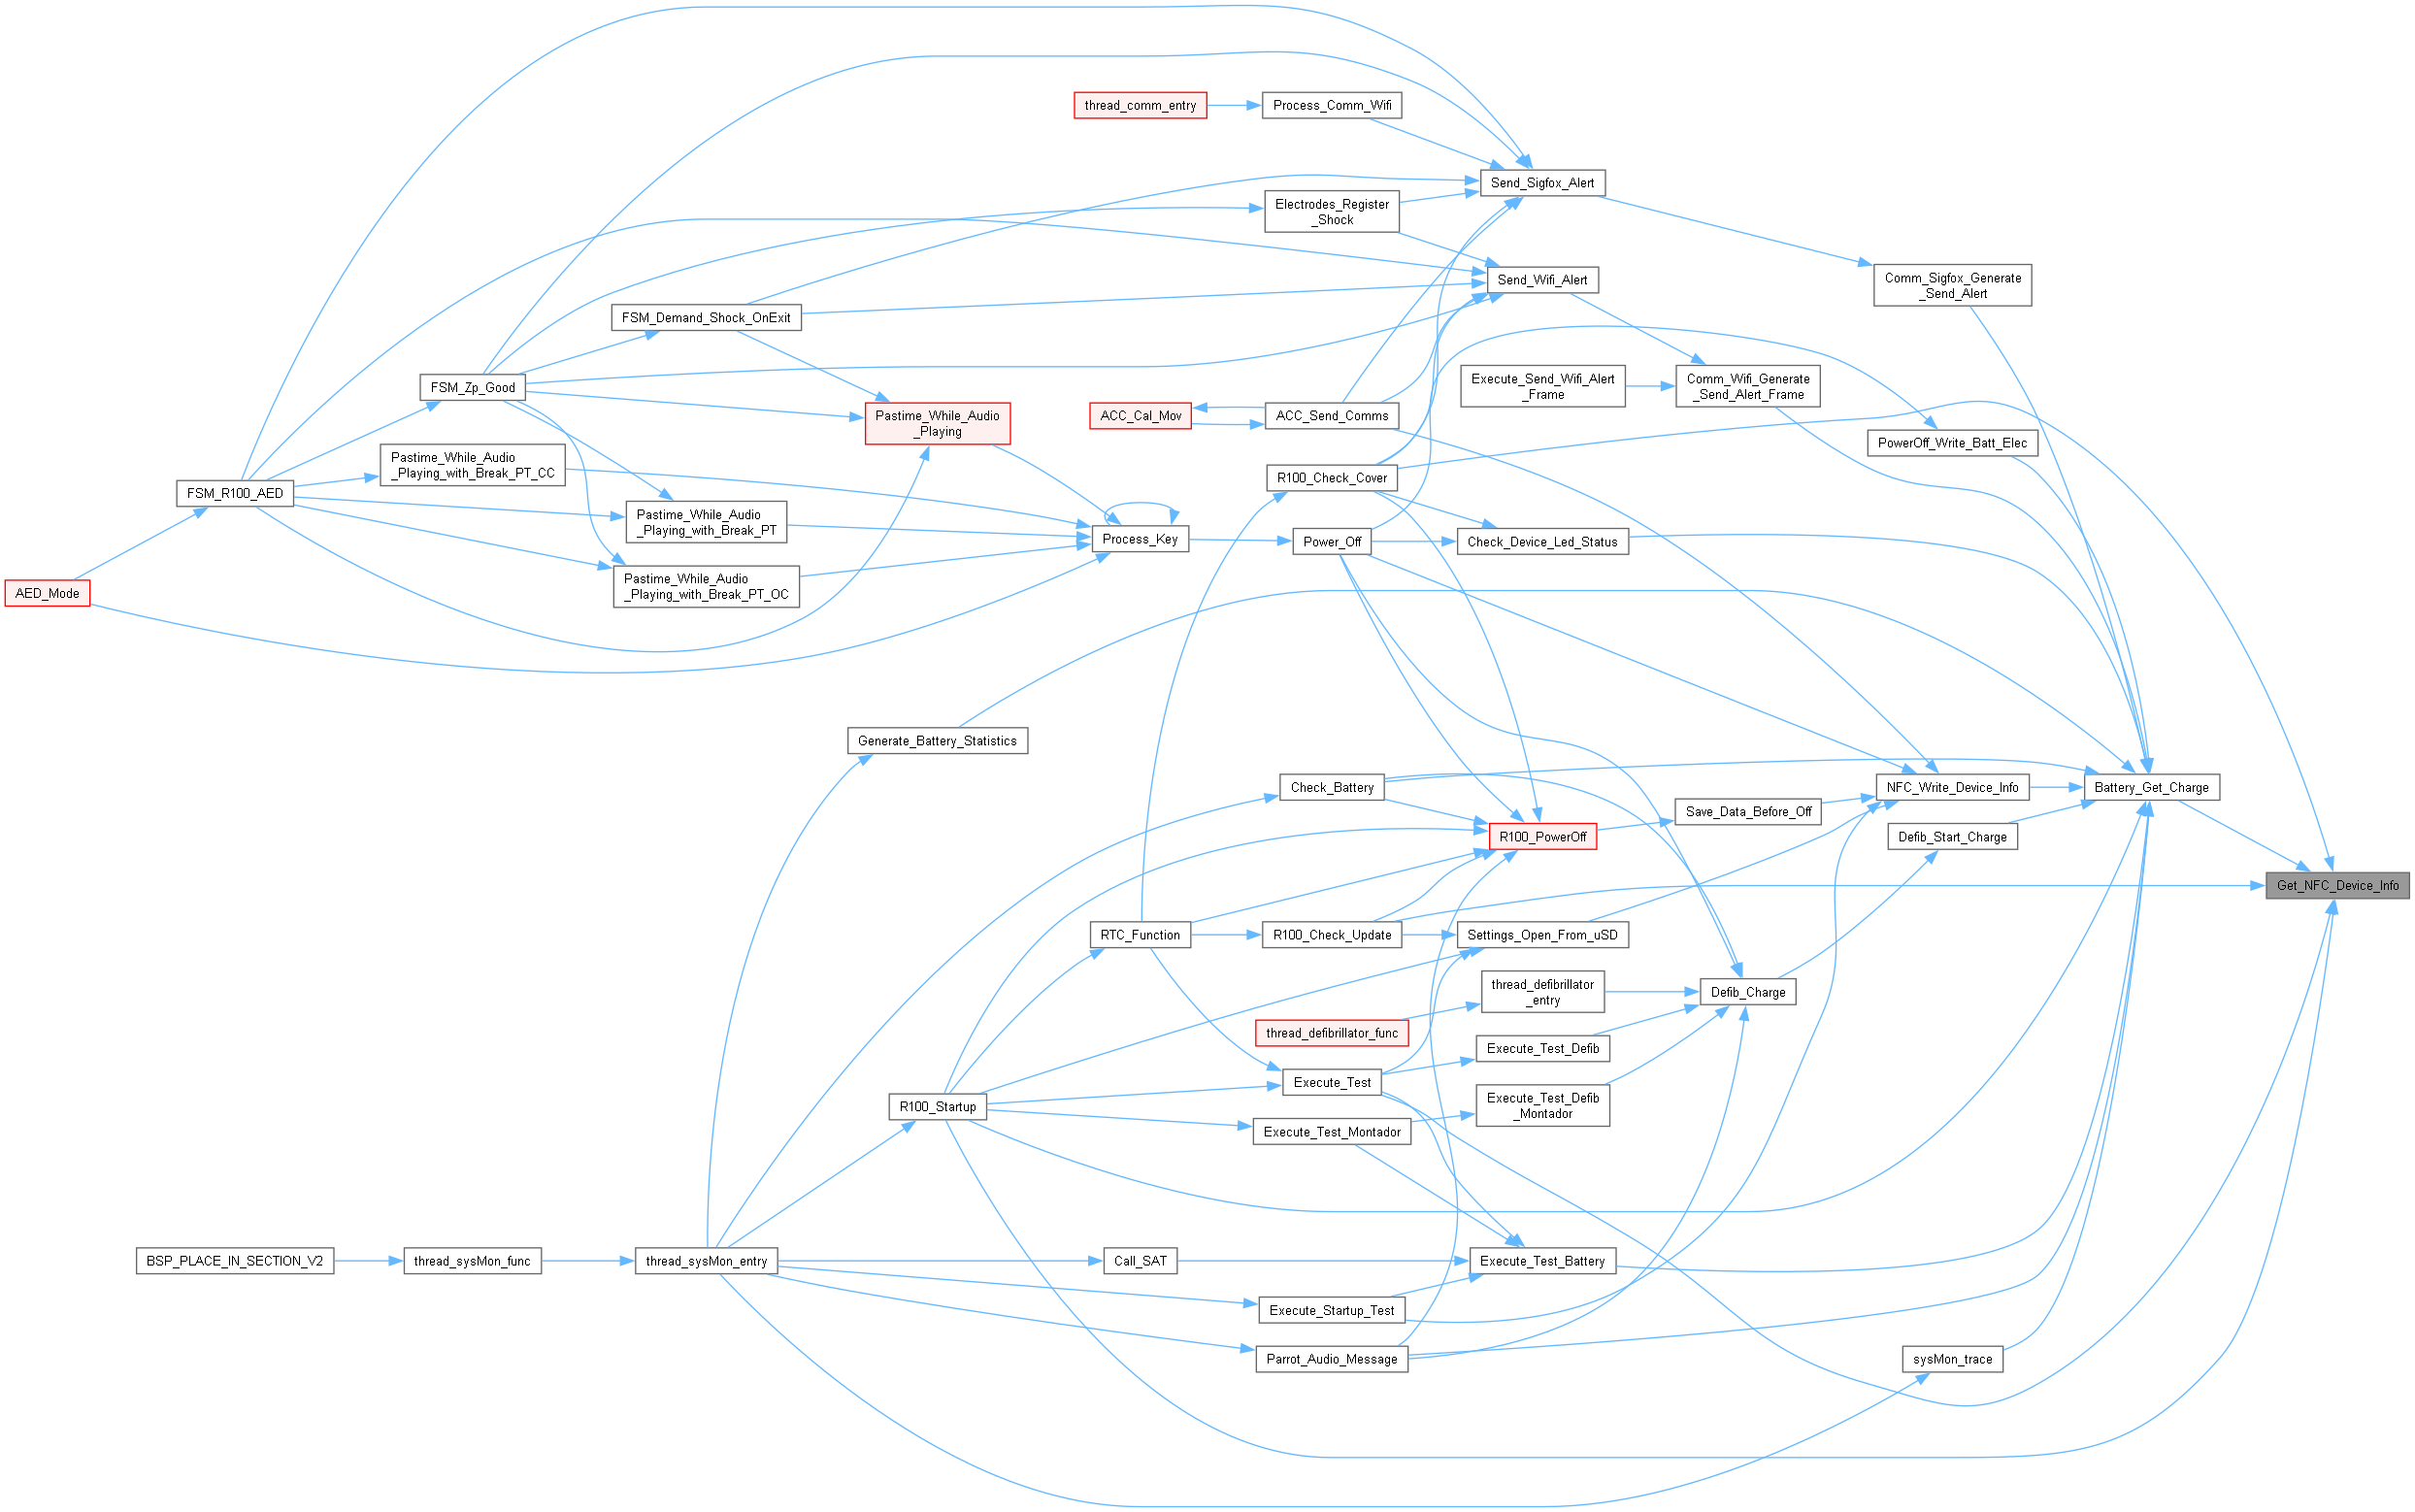 thread_comm_entry
Process_Comm_Wifi
Send_Sigfox_Alert
Electrodes_Register
_Shock
Send_Wifi_Alert
Comm_Sigfox_Generate
_Send_Alert
FSM_Demand_Shock_OnExit
FSM_Zp_Good
Execute_Send_Wifi_Alert
_Frame
Comm_Wifi_Generate
_Send_Alert_Frame
Pastime_While_Audio
_Playing
ACC_Cal_Mov
ACC_Send_Comms
PowerOff_Write_Batt_Elec
Pastime_While_Audio
_Playing_with_Break_PT_CC
R100_Check_Cover
FSM_R100_AED
Pastime_While_Audio
_Playing_with_Break_PT
Process_Key
Power_Off
Check_Device_Led_Status
Pastime_While_Audio
_Playing_with_Break_PT_OC
AED_Mode
Generate_Battery_Statistics
Check_Battery
NFC_Write_Device_Info
Battery_Get_Charge
Save_Data_Before_Off
R100_PowerOff
Defib_Start_Charge
Get_NFC_Device_Info
RTC_Function
R100_Check_Update
Settings_Open_From_uSD
thread_defibrillator
_entry
Defib_Charge
thread_defibrillator_func
Execute_Test_Defib
Execute_Test
R100_Startup
Execute_Test_Defib
_Montador
Execute_Test_Montador
BSP_PLACE_IN_SECTION_V2
thread_sysMon_func
thread_sysMon_entry
Call_SAT
Execute_Test_Battery
Execute_Startup_Test
Parrot_Audio_Message
sysMon_trace